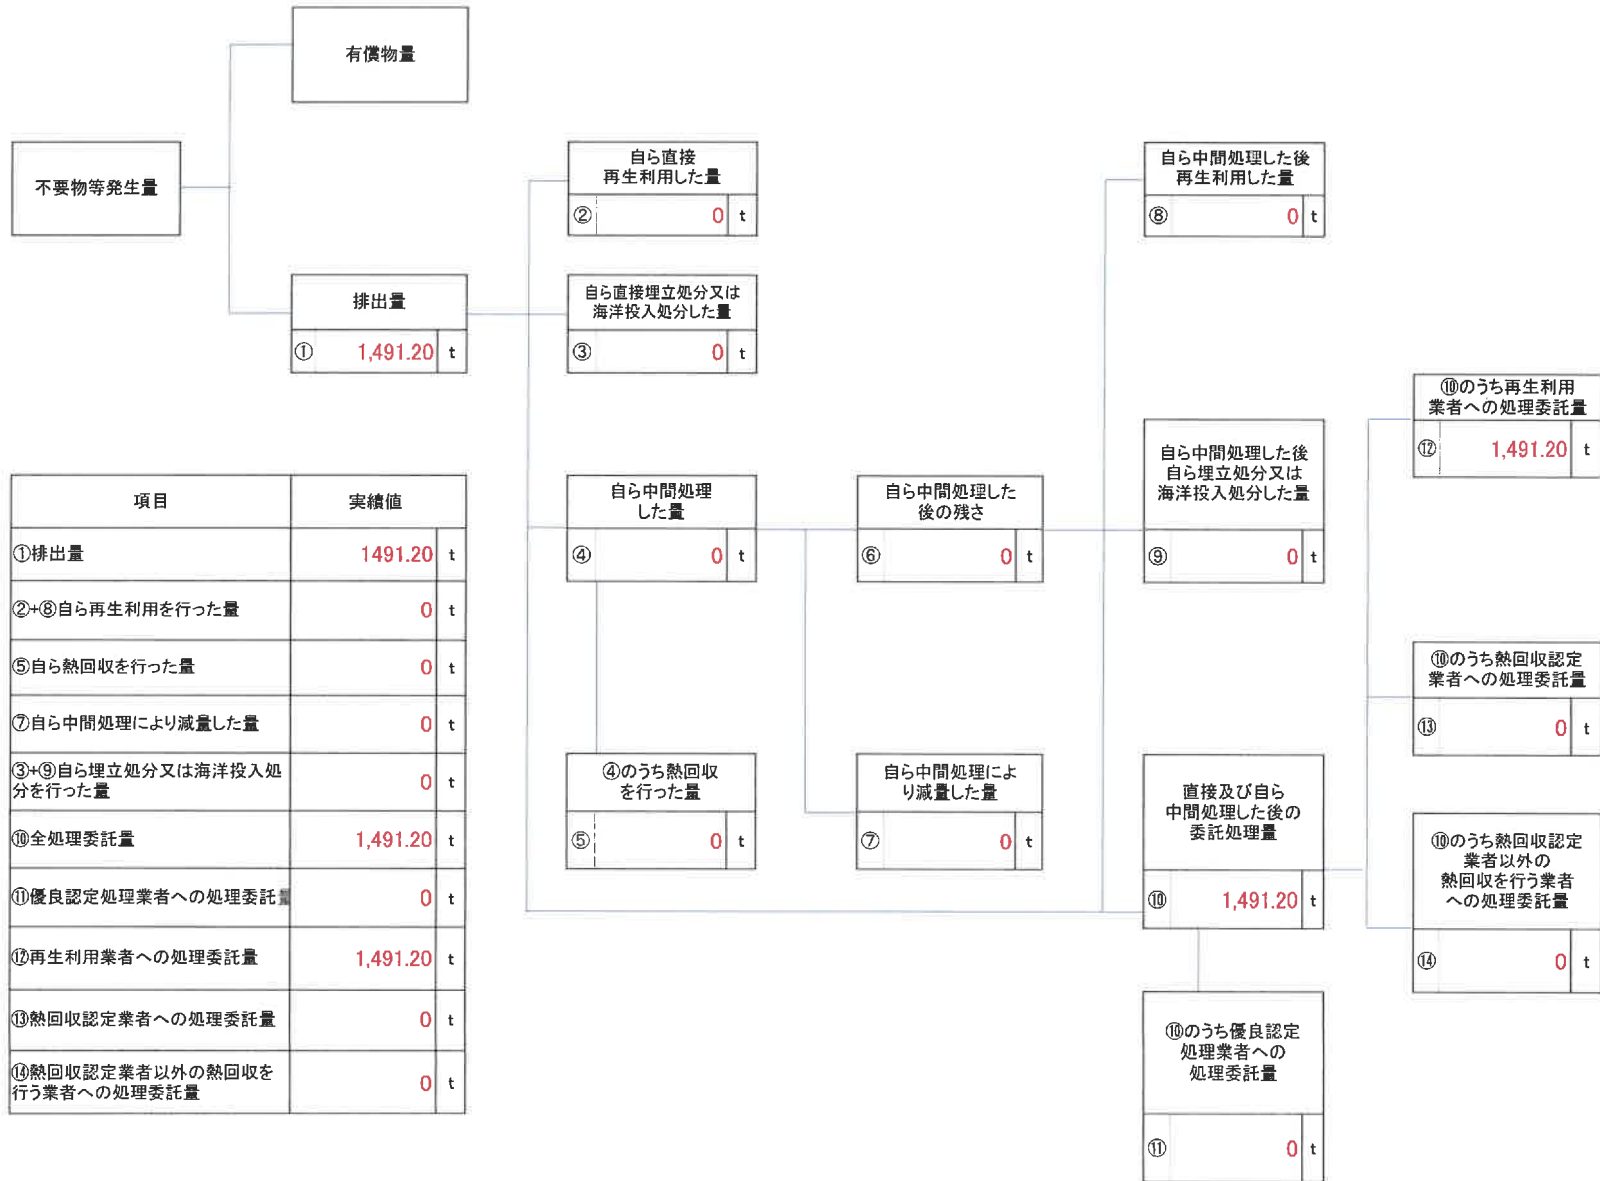 有償物量
不要物等発生量
排出量
① 1,491.20 t
自ら直接
再生利用した量
② 0 t
自ら直接埋立処分又は
海洋投入処分した量
③ 0 t
自ら中間処理
した量
④ 0 t
④のうち熱回収
を行った量
⑤ 0 t
自ら中間処理した
後の残さ
⑥ 0 t
自ら中間処理によ
り減量した量
⑦ 0 t
自ら中間処理した後
再生利用した量
⑧ 0 t
自ら中間処理した後
自ら埋立処分又は
海洋投入処分した量
⑨ 0 t
直接及び自ら
中間処理した後の
委託処理量
⑩ 1,491.20 t
⑩のうち優良認定
処理業者への
処理委託量
⑪ 0 t
⑩のうち再生利用
業者への処理委託量
⑫ 1,491.20 t
⑩のうち熱回収認定
業者への処理委託量
⑬ 0 t
⑩のうち熱回収認定
業者以外の
熱回収を行う業者
への処理委託量
⑭ 0 t
項目 実績値
①排出量 1491.20 t
②+⑧自ら再生利用を行った量 0 t
⑤自ら熱回収を行った量 0 t
⑦自ら中間処理により減量した量 0 t
③+⑨自ら埋立処分又は海洋投入処
分を行った量 0 t
⑩全処理委託量 1,491.20 t
⑪優良認定処理業者への処理委託量 0 t
⑫再生利用業者への処理委託量 1,491.20 t
⑬熱回収認定業者への処理委託量 0 t
⑭熱回収認定業者以外の熱回収を
行う業者への処理委託量 0 t